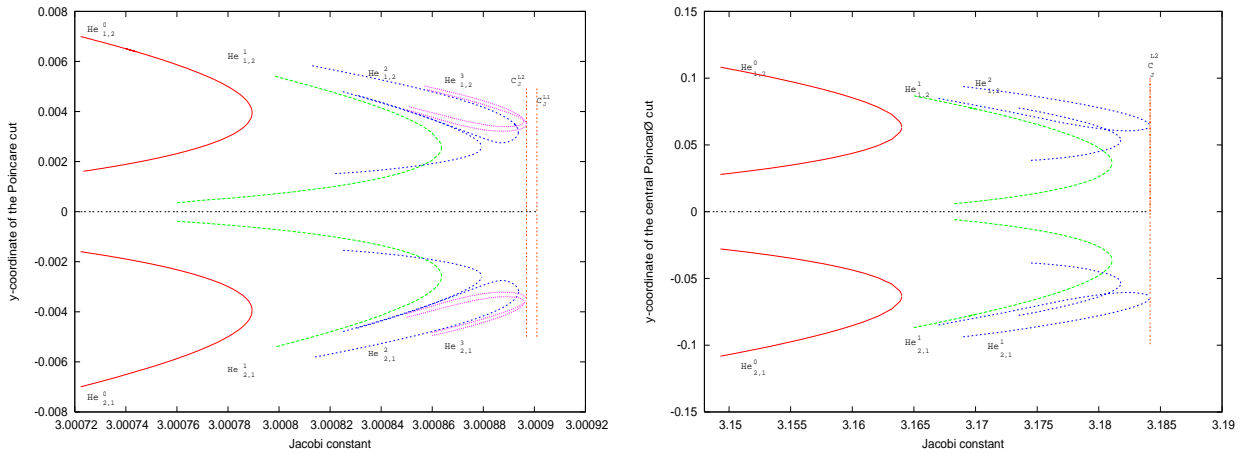 0.008
0.006
0.004
0.002
0
-0.002
-0.004
-0.006
-0.008
3.00072 3.00074 3.00076 3.00078 3.0008 3.00082 3.00084 3.00086 3.00088 3.0009 3.00092
Jacobi constant
y-coordinate of the Poincare cut
He 0 1,2
He 1 1,2
He 2 1,2
He 3 1,2
C J L2
C J L1
He 1 2,1
He 2 2,1
He 3 2,1
He 0 2,1
0.15
0.1
0.05
0
-0.05
-0.1
-0.15
3.15 3.155 3.16 3.165 3.17 3.175 3.18 3.185 3.19
Jacobi constant
y-coordinate of the central PoincarØ cut
He 0 1,2
He 1 1,2
He 2 1,2
L2
C
J
He 0 2,1
He 1 2,1
He 1 2,1